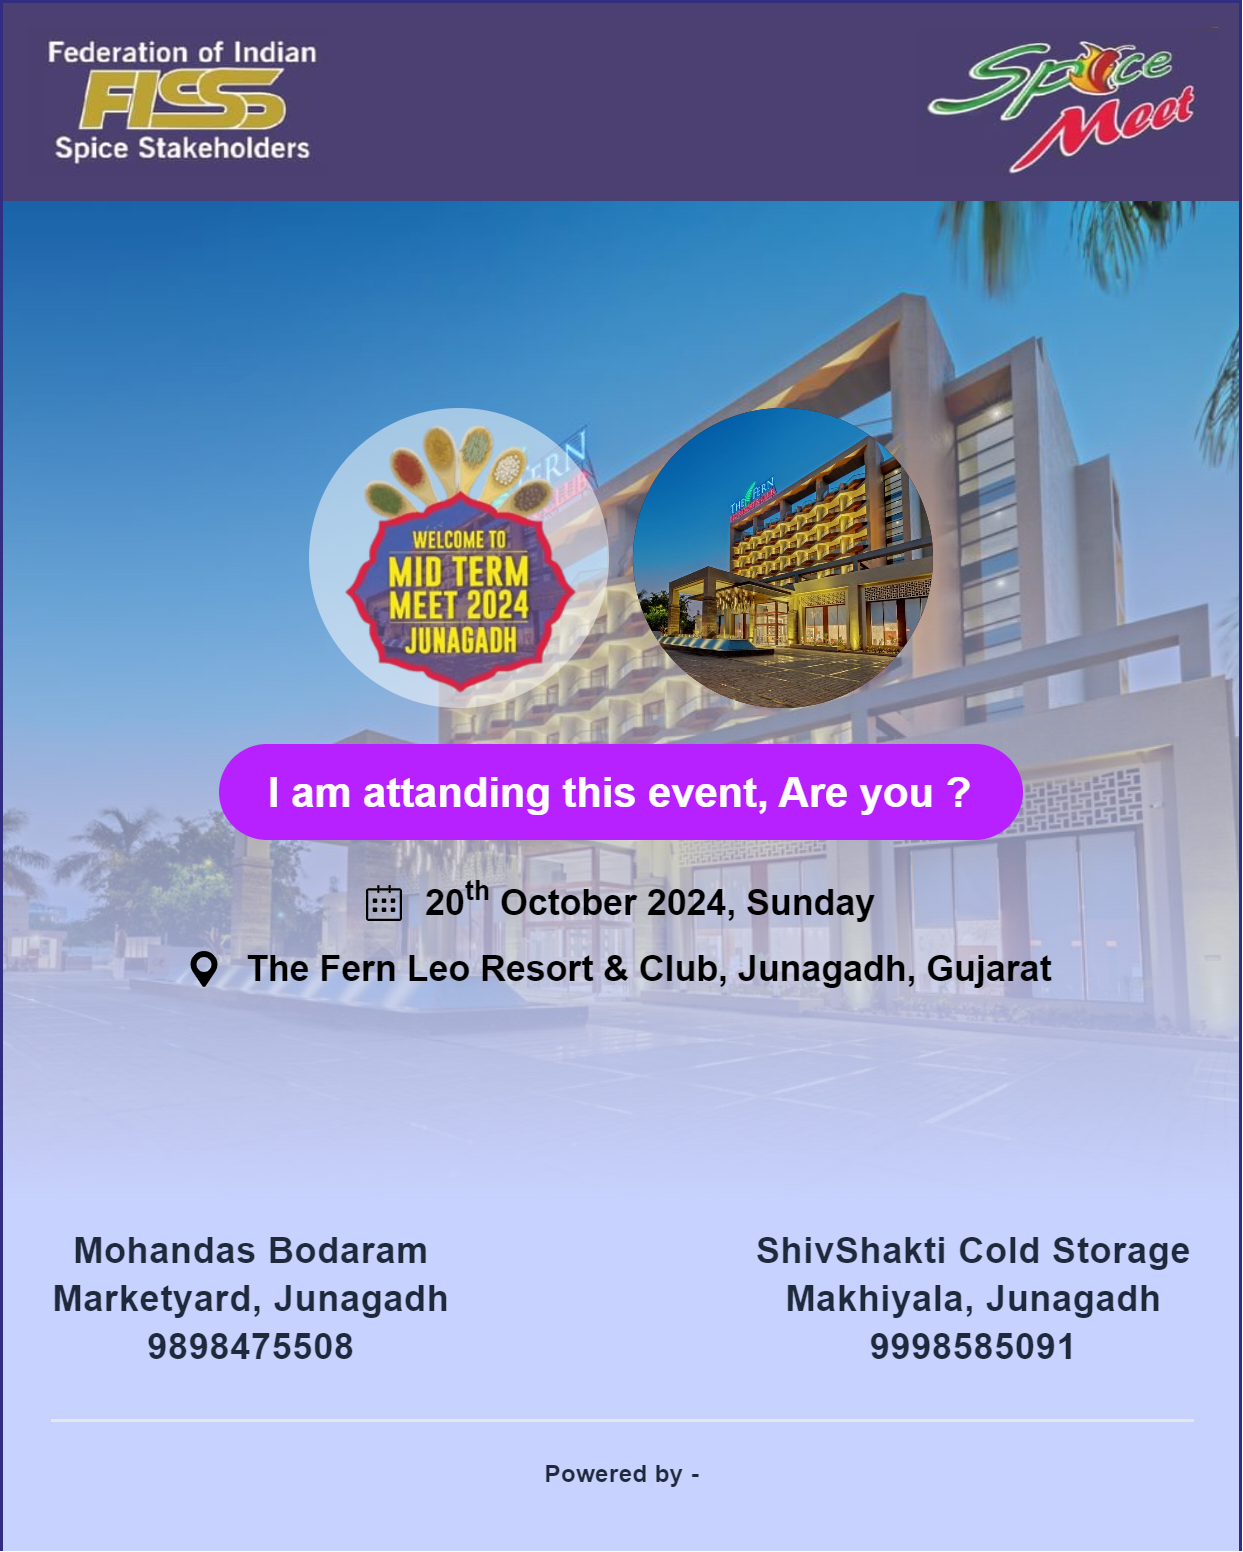 Federation of Indian
FISS
Spice Stakeholders
Spice
Meet
WELCOME TO
MID TERM
MEET 2024
JUNAGADH
THE FERN
I am attanding this event, Are you ?
20th October 2024, Sunday
The Fern Leo Resort & Club, Junagadh, Gujarat
Mohandas Bodaram
Marketyard, Junagadh
9898475508
ShivShakti Cold Storage
Makhiyala, Junagadh
9998585091
Powered by -